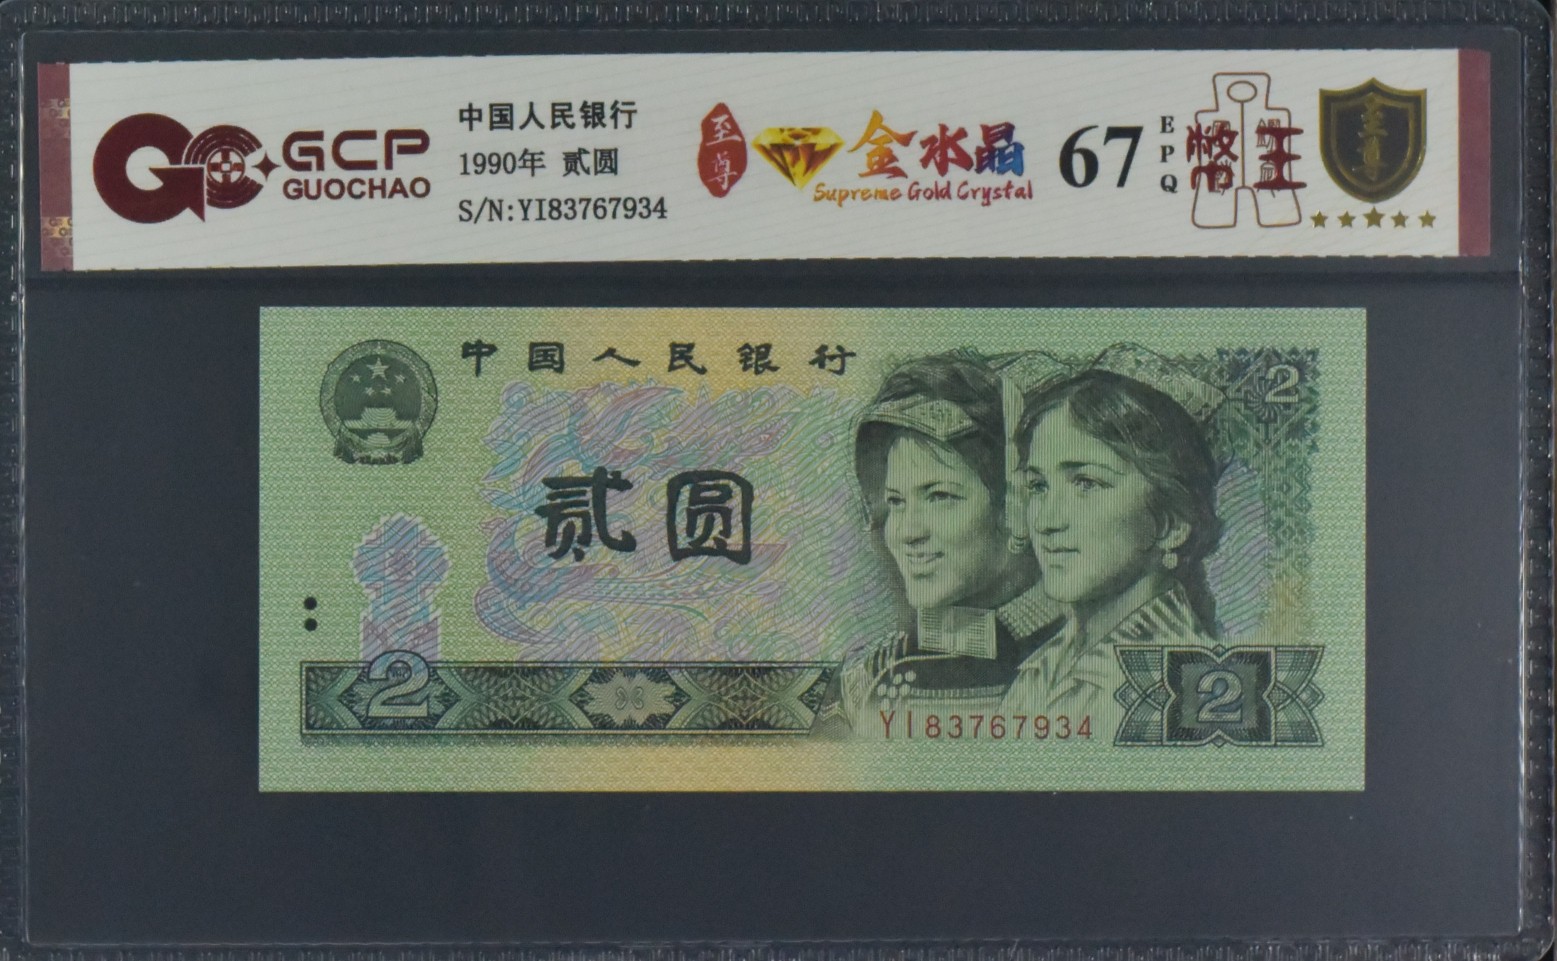 GCP
GUOCHAO
中国人民银行
1990年 贰圆
S/N:YI83767934
至尊
金水晶
Supreme Gold Crystal
67
EPQ
至尊
中国人民银行
2
贰圆
2
YI83767934
2